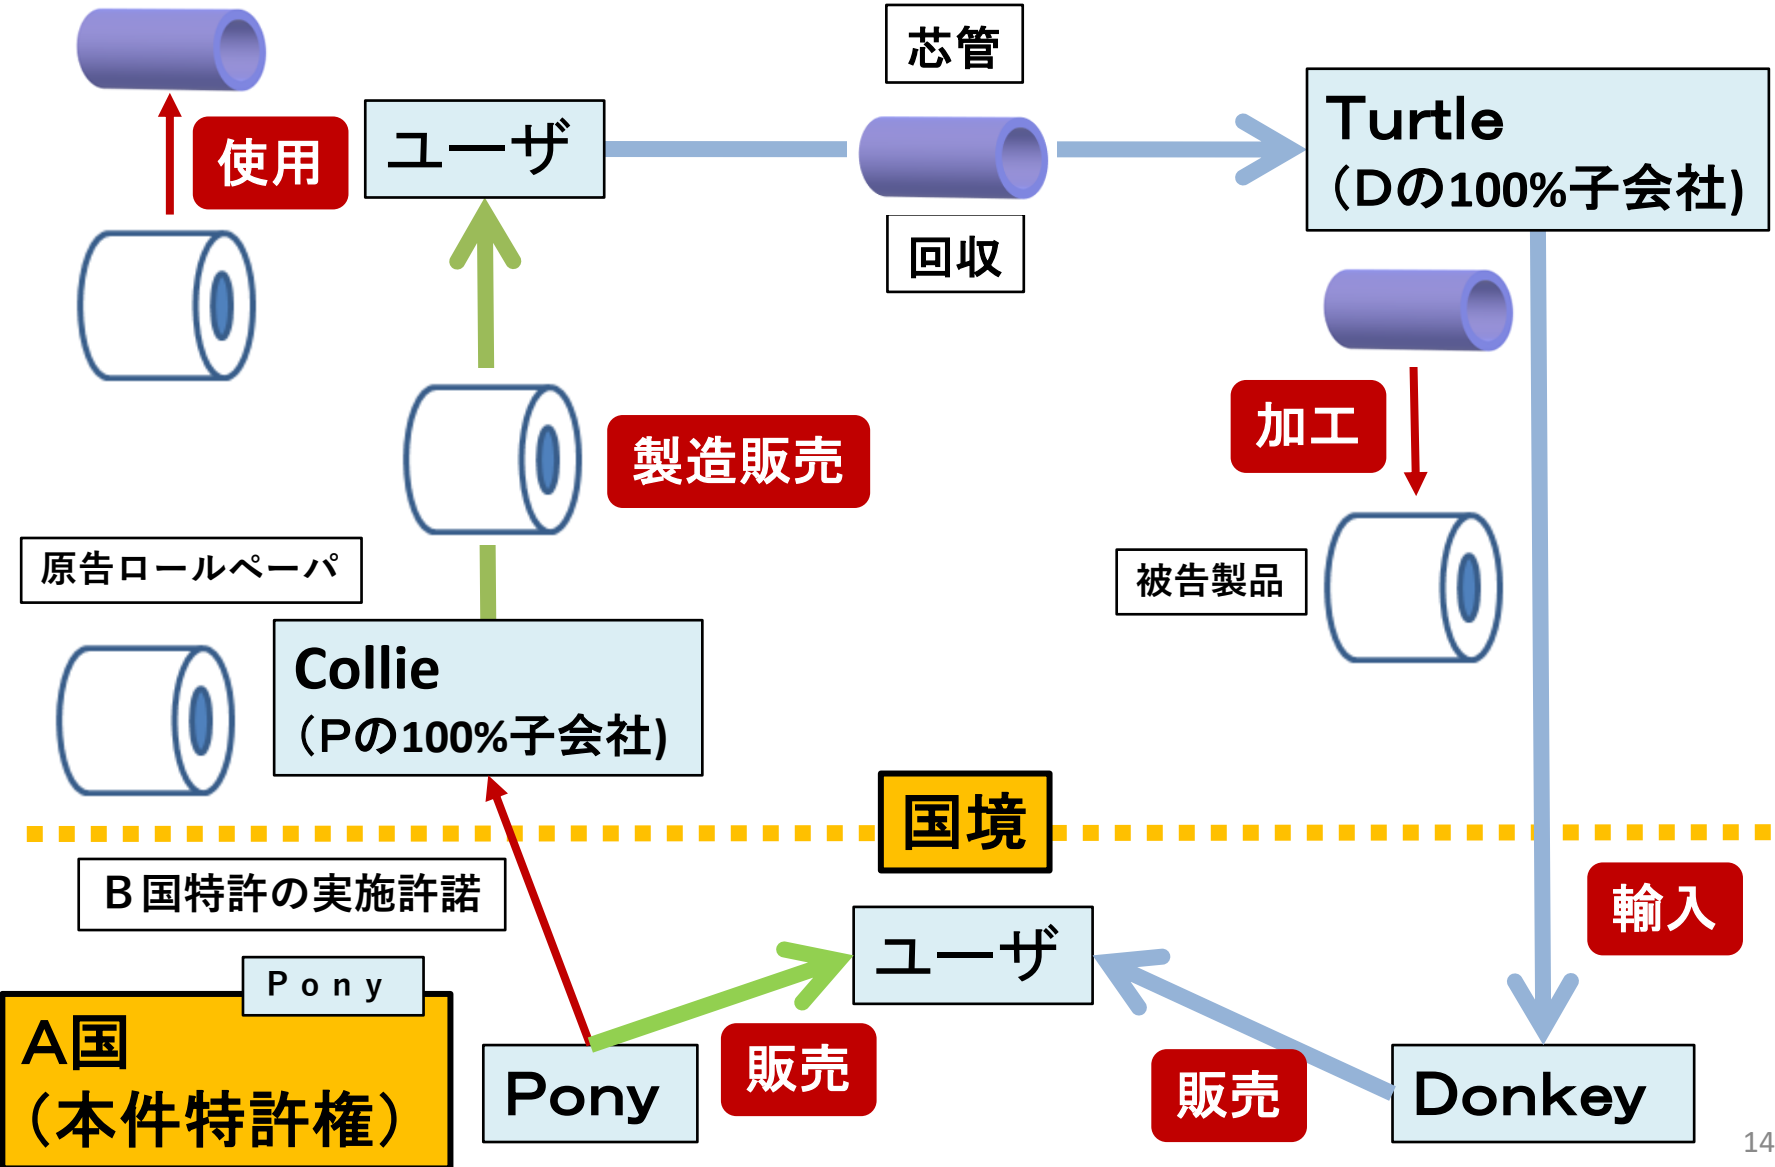 芯管
使用
ユーザ
Turtle
（Dの100%子会社)
回収
加工
製造販売
原告ロールペーパ
被告製品
Collie
（Pの100%子会社)
国境
B国特許の実施許諾
輸入
ユーザ
Pony
A国
（本件特許権）
Pony
販売
販売
Donkey
14